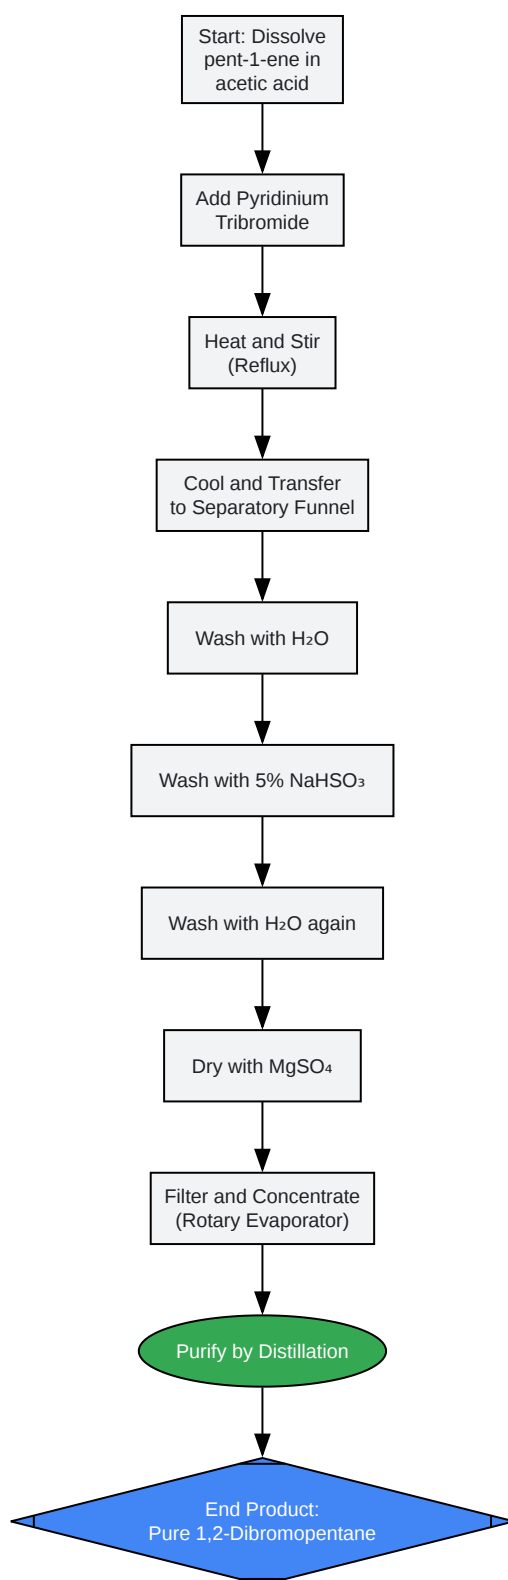 Start: Dissolve
pent-1-ene in
acetic acid
Add Pyridinium
Tribromide
Heat and Stir
(Reflux)
Cool and Transfer
to Separatory Funnel
Wash with H₂O
Wash with 5% NaHSO₃
Wash with H₂O again
Dry with MgSO₄
Filter and Concentrate
(Rotary Evaporator)
Purify by Distillation
End Product:
Pure 1,2-Dibromopentane